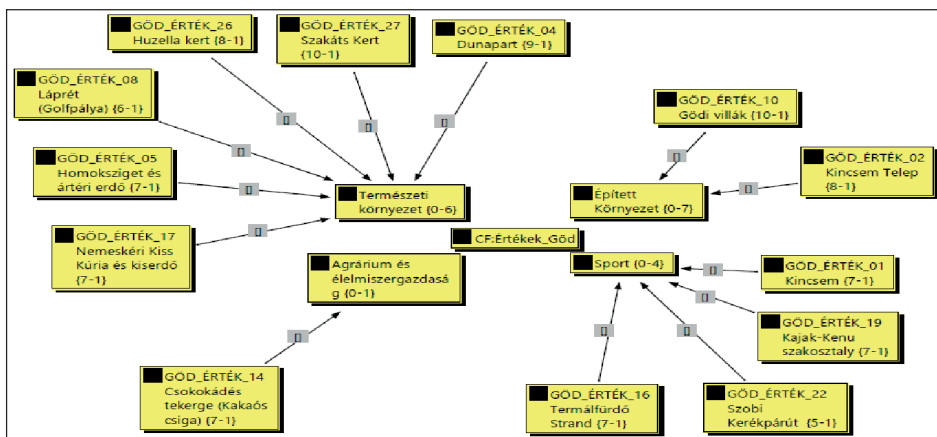 GÖD_ÉRTÉK_26
Huzella kert {8-1}
GÖD_ÉRTÉK_27
Szakáts Kert
{10-1}
GÖD_ÉRTÉK_04
Dunapart {9-1}
GÖD_ÉRTÉK_08
Láprét
(Golfpálya) {6-1}
GÖD_ÉRTÉK_10
Gödi villák {10-1}
GÖD_ÉRTÉK_05
Homoksziget és
ártéri erdő {7-1}
GÖD_ÉRTÉK_02
Kincsem Telep
{8-1}
Természeti
környezet {0-6}
Épített
Környezet {0-7}
GÖD_ÉRTÉK_17
Nemeskéri Kiss
Kúria és kiserdő
{7-1}
CF:Értékek_Göd
Agrárium és
élelmiszergazdasá
g {0-1}
Sport {0-4}
GÖD_ÉRTÉK_01
Kincsem {7-1}
GÖD_ÉRTÉK_19
Kajak-Kenu
szakosztaly {7-1}
GÖD_ÉRTÉK_14
Csokokádés
tekerge (Kakaós
csiga) {7-1}
GÖD_ÉRTÉK_16
Termálfürdő
Strand {7-1}
GÖD_ÉRTÉK_22
Szobi
Kerékpárút {5-1}